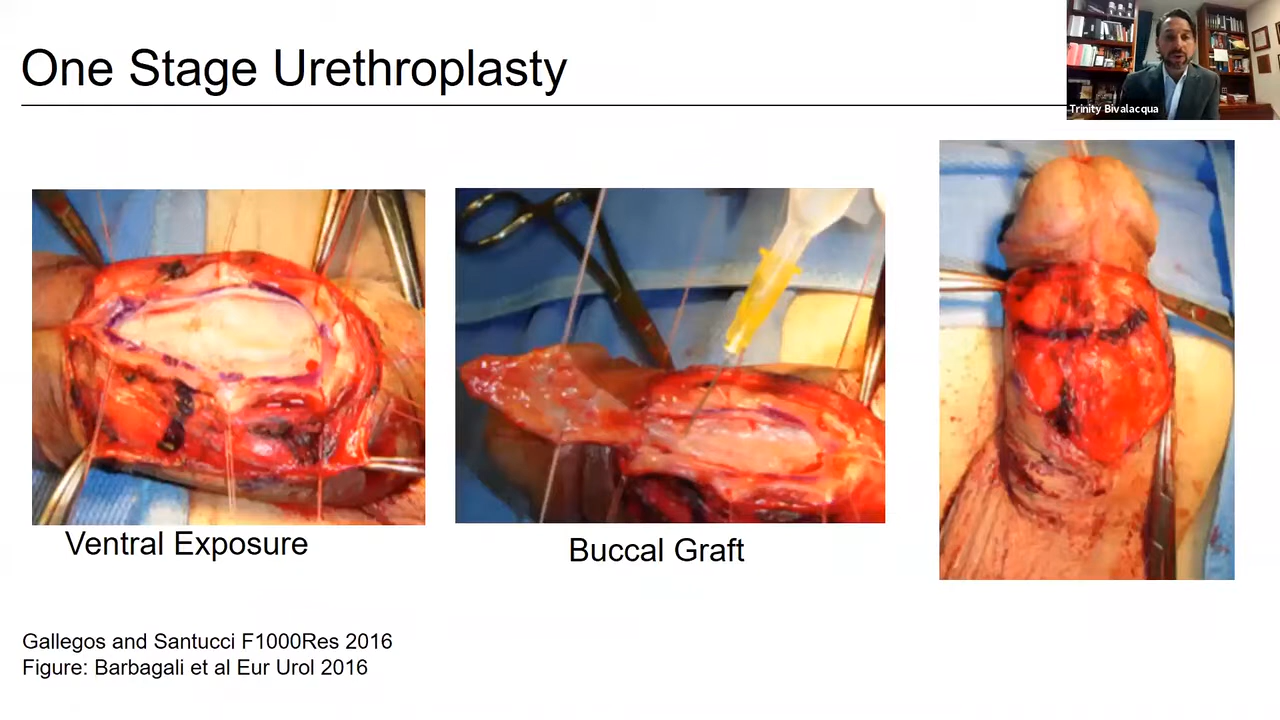 One Stage Urethroplasty
Trinity Bivalacqua
Ventral Exposure
Buccal Graft
Gallegos and Santucci F1000Res 2016
Figure: Barbagali et al Eur Urol 2016